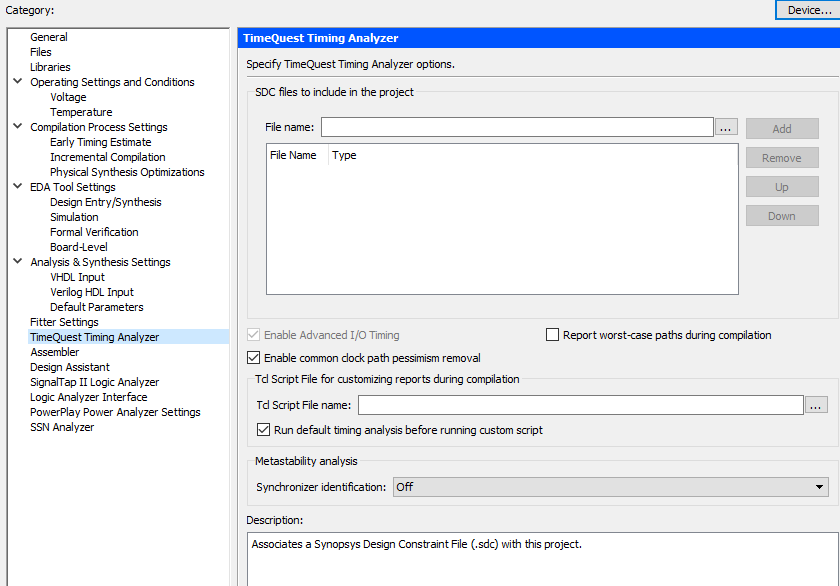 Category:
Device...
General
Files
Libraries
Operating Settings and Conditions
Voltage
Temperature
Compilation Process Settings
Early Timing Estimate
Incremental Compilation
Physical Synthesis Optimizations
EDA Tool Settings
Design Entry/Synthesis
Simulation
Formal Verification
Board-Level
Analysis & Synthesis Settings
VHDL Input
Verilog HDL Input
Default Parameters
Fitter Settings
TimeQuest Timing Analyzer
Assembler
Design Assistant
SignalTap II Logic Analyzer
Logic Analyzer Interface
PowerPlay Power Analyzer Settings
SSN Analyzer
TimeQuest Timing Analyzer
Specify TimeQuest Timing Analyzer options.
SDC files to include in the project
File name: ... Add
File Name Type
Remove
Up
Down
Enable Advanced I/O Timing Report worst-case paths during compilation
Enable common clock path pessimism removal
Tcl Script File for customizing reports during compilation
Tcl Script File name: ...
Run default timing analysis before running custom script
Metastability analysis
Synchronizer identification: Off
Description:
Associates a Synopsys Design Constraint File (.sdc) with this project.